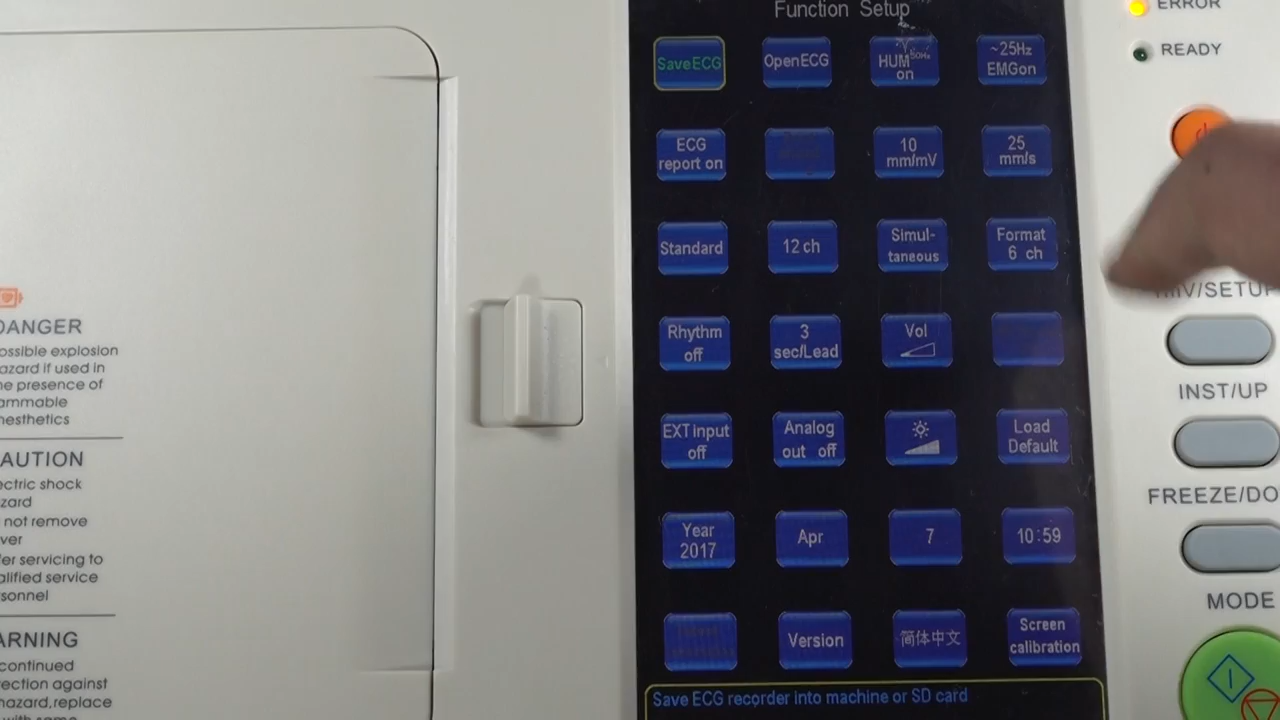 Function Setup
SaveECG
OpenECG
HUM 50Hz
on
~25Hz
EMGon
ECG
report on
10
mm/mV
25
mm/s
Standard
12 ch
Simul-
taneous
Format
6 ch
Rhythm
off
3
sec/Lead
Vol
EXT input
off
Analog
out off
Load
Default
Year
2017
Apr
7
10:59
Version
简体中文
Screen
calibration
Save ECG recorder into machine or SD card
ERROR
READY
MV/SETUP
INST/UP
FREEZE/DO
MODE
DANGER
ossible explosion
azard if used in
he presence of
ammable
nesthetics
AUTION
ectric shock
zard
not remove
ver
fer servicing to
alified service
rsonnel
ARNING
continued
ection against
hazard, replace
with same